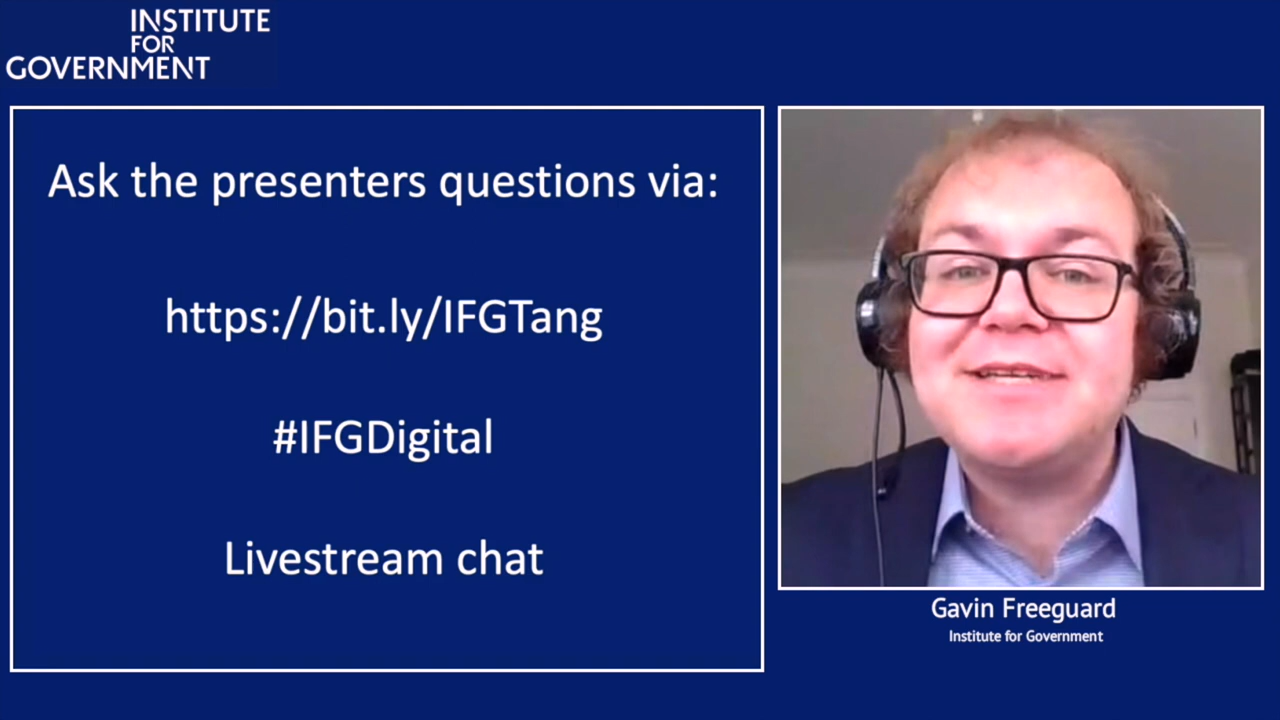 INSTITUTE
FOR
GOVERNMENT
Ask the presenters questions via:
https://bit.ly/IFGTang
#IFGDigital
Livestream chat
Gavin Freeguard
Institute for Government